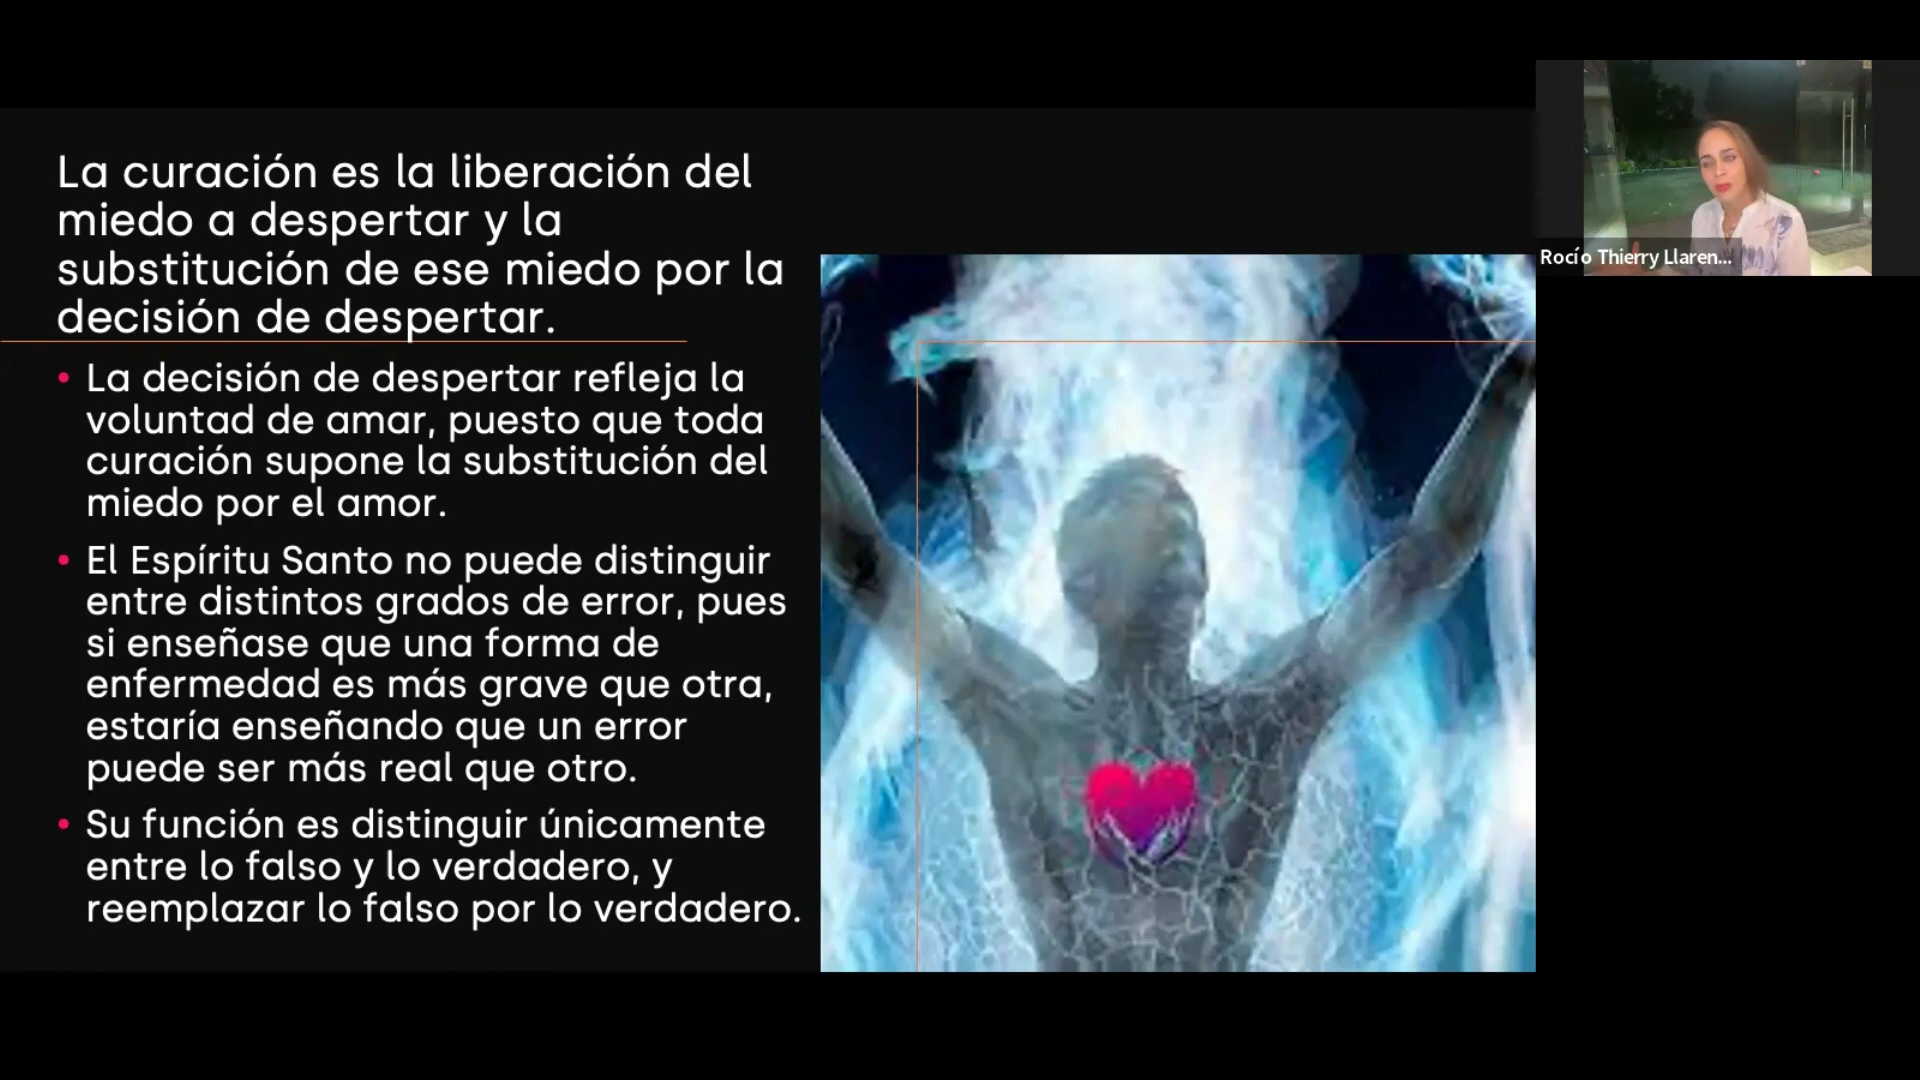 La curación es la liberación del
miedo a despertar y la
substitución de ese miedo por la
decisión de despertar.
• La decisión de despertar refleja la
voluntad de amar, puesto que toda
curación supone la substitución del
miedo por el amor.
• El Espíritu Santo no puede distinguir
entre distintos grados de error, pues
si enseñase que una forma de
enfermedad es más grave que otra,
estaría enseñando que un error
puede ser más real que otro.
• Su función es distinguir únicamente
entre lo falso y lo verdadero, y
reemplazar lo falso por lo verdadero.
Rocío Thierry Llaren...